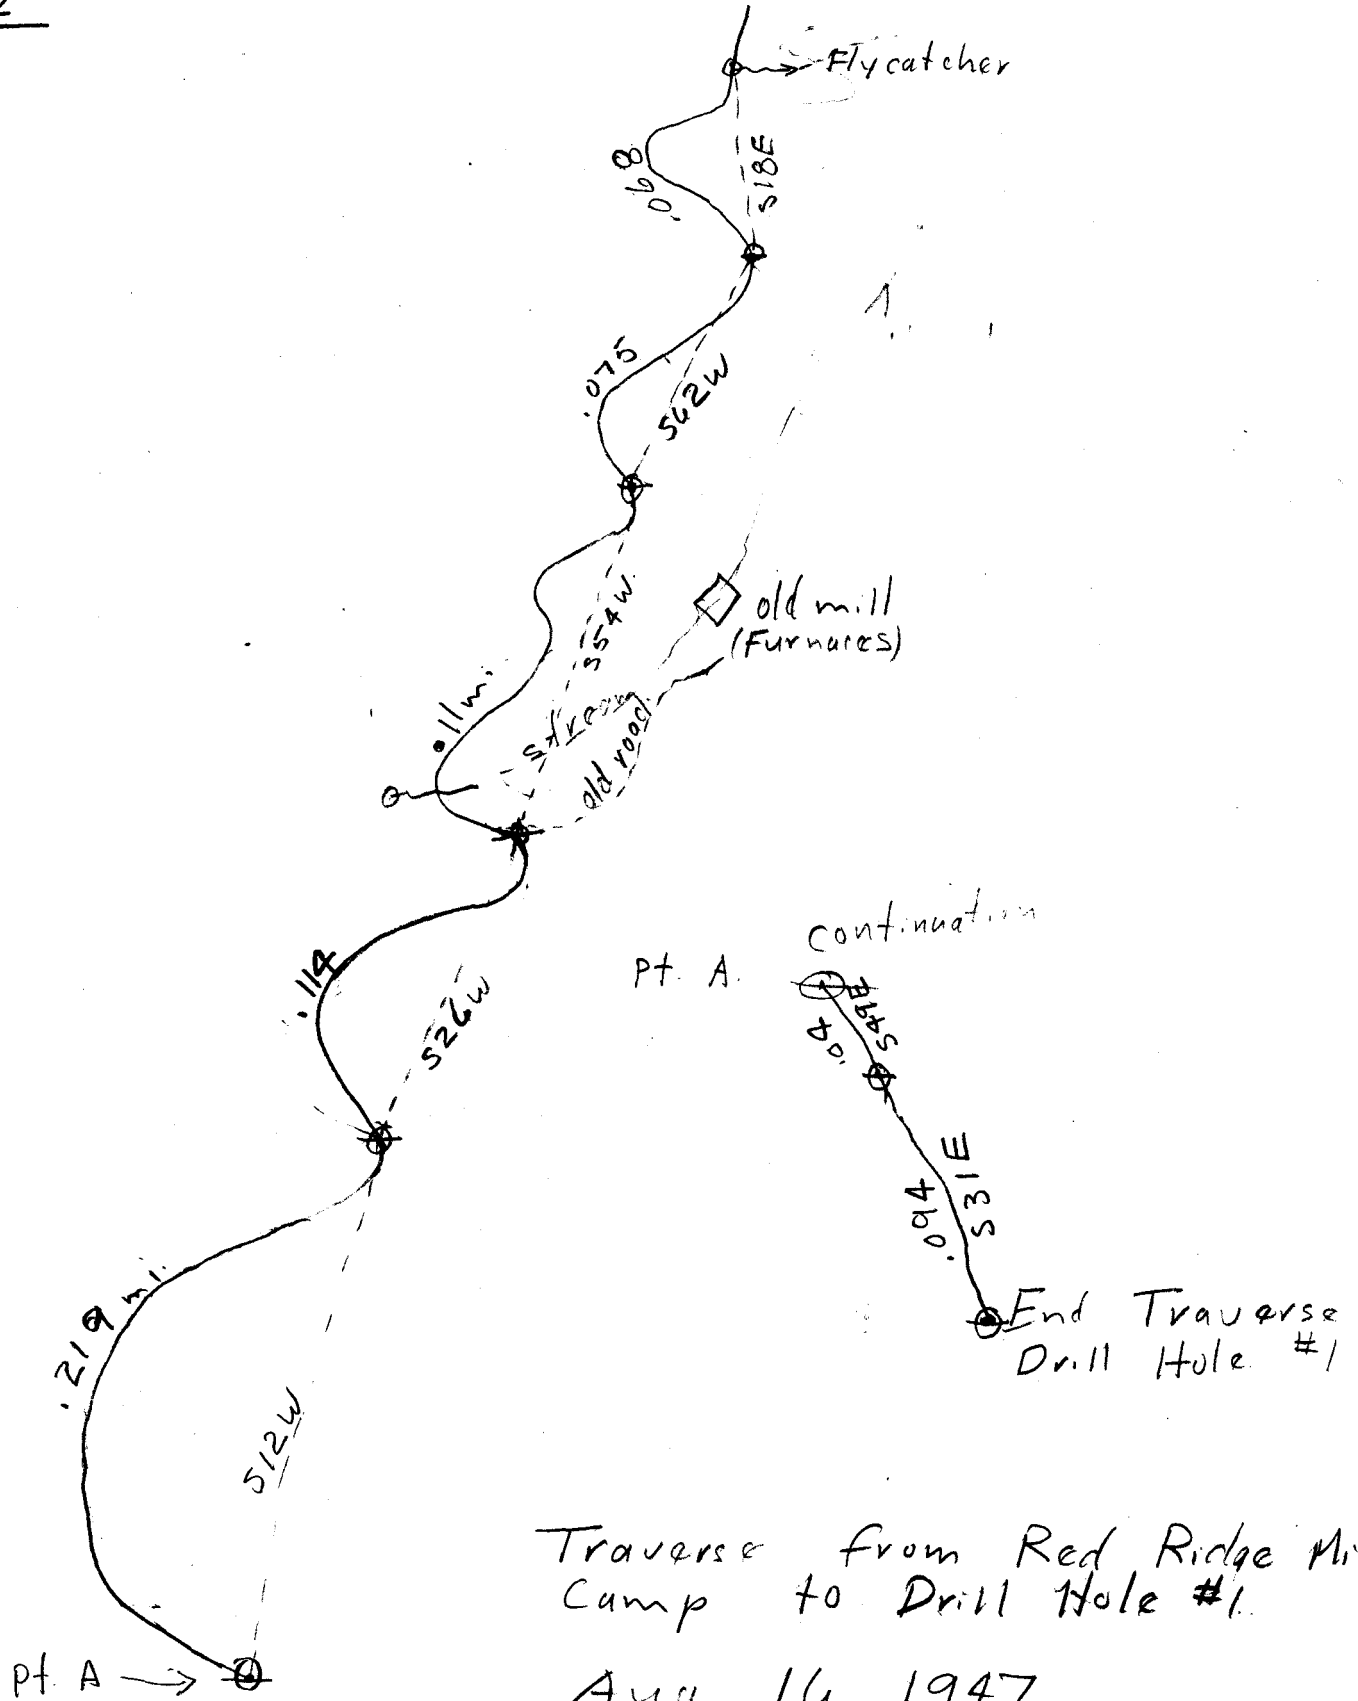 Flycatcher
.068
S18E
.075
S62W
S54W
old mill
(Furnaces)
.11 mi.
stream
old road
.114
S26W
continuation
Pt. A.
S49E
.04
.094
S31E
End Traverse
Drill Hole #1
.219 mi.
S12W
Traverse from Red Ridge Mi
Camp to Drill Hole #1.
Pt. A
Aug 16 1947